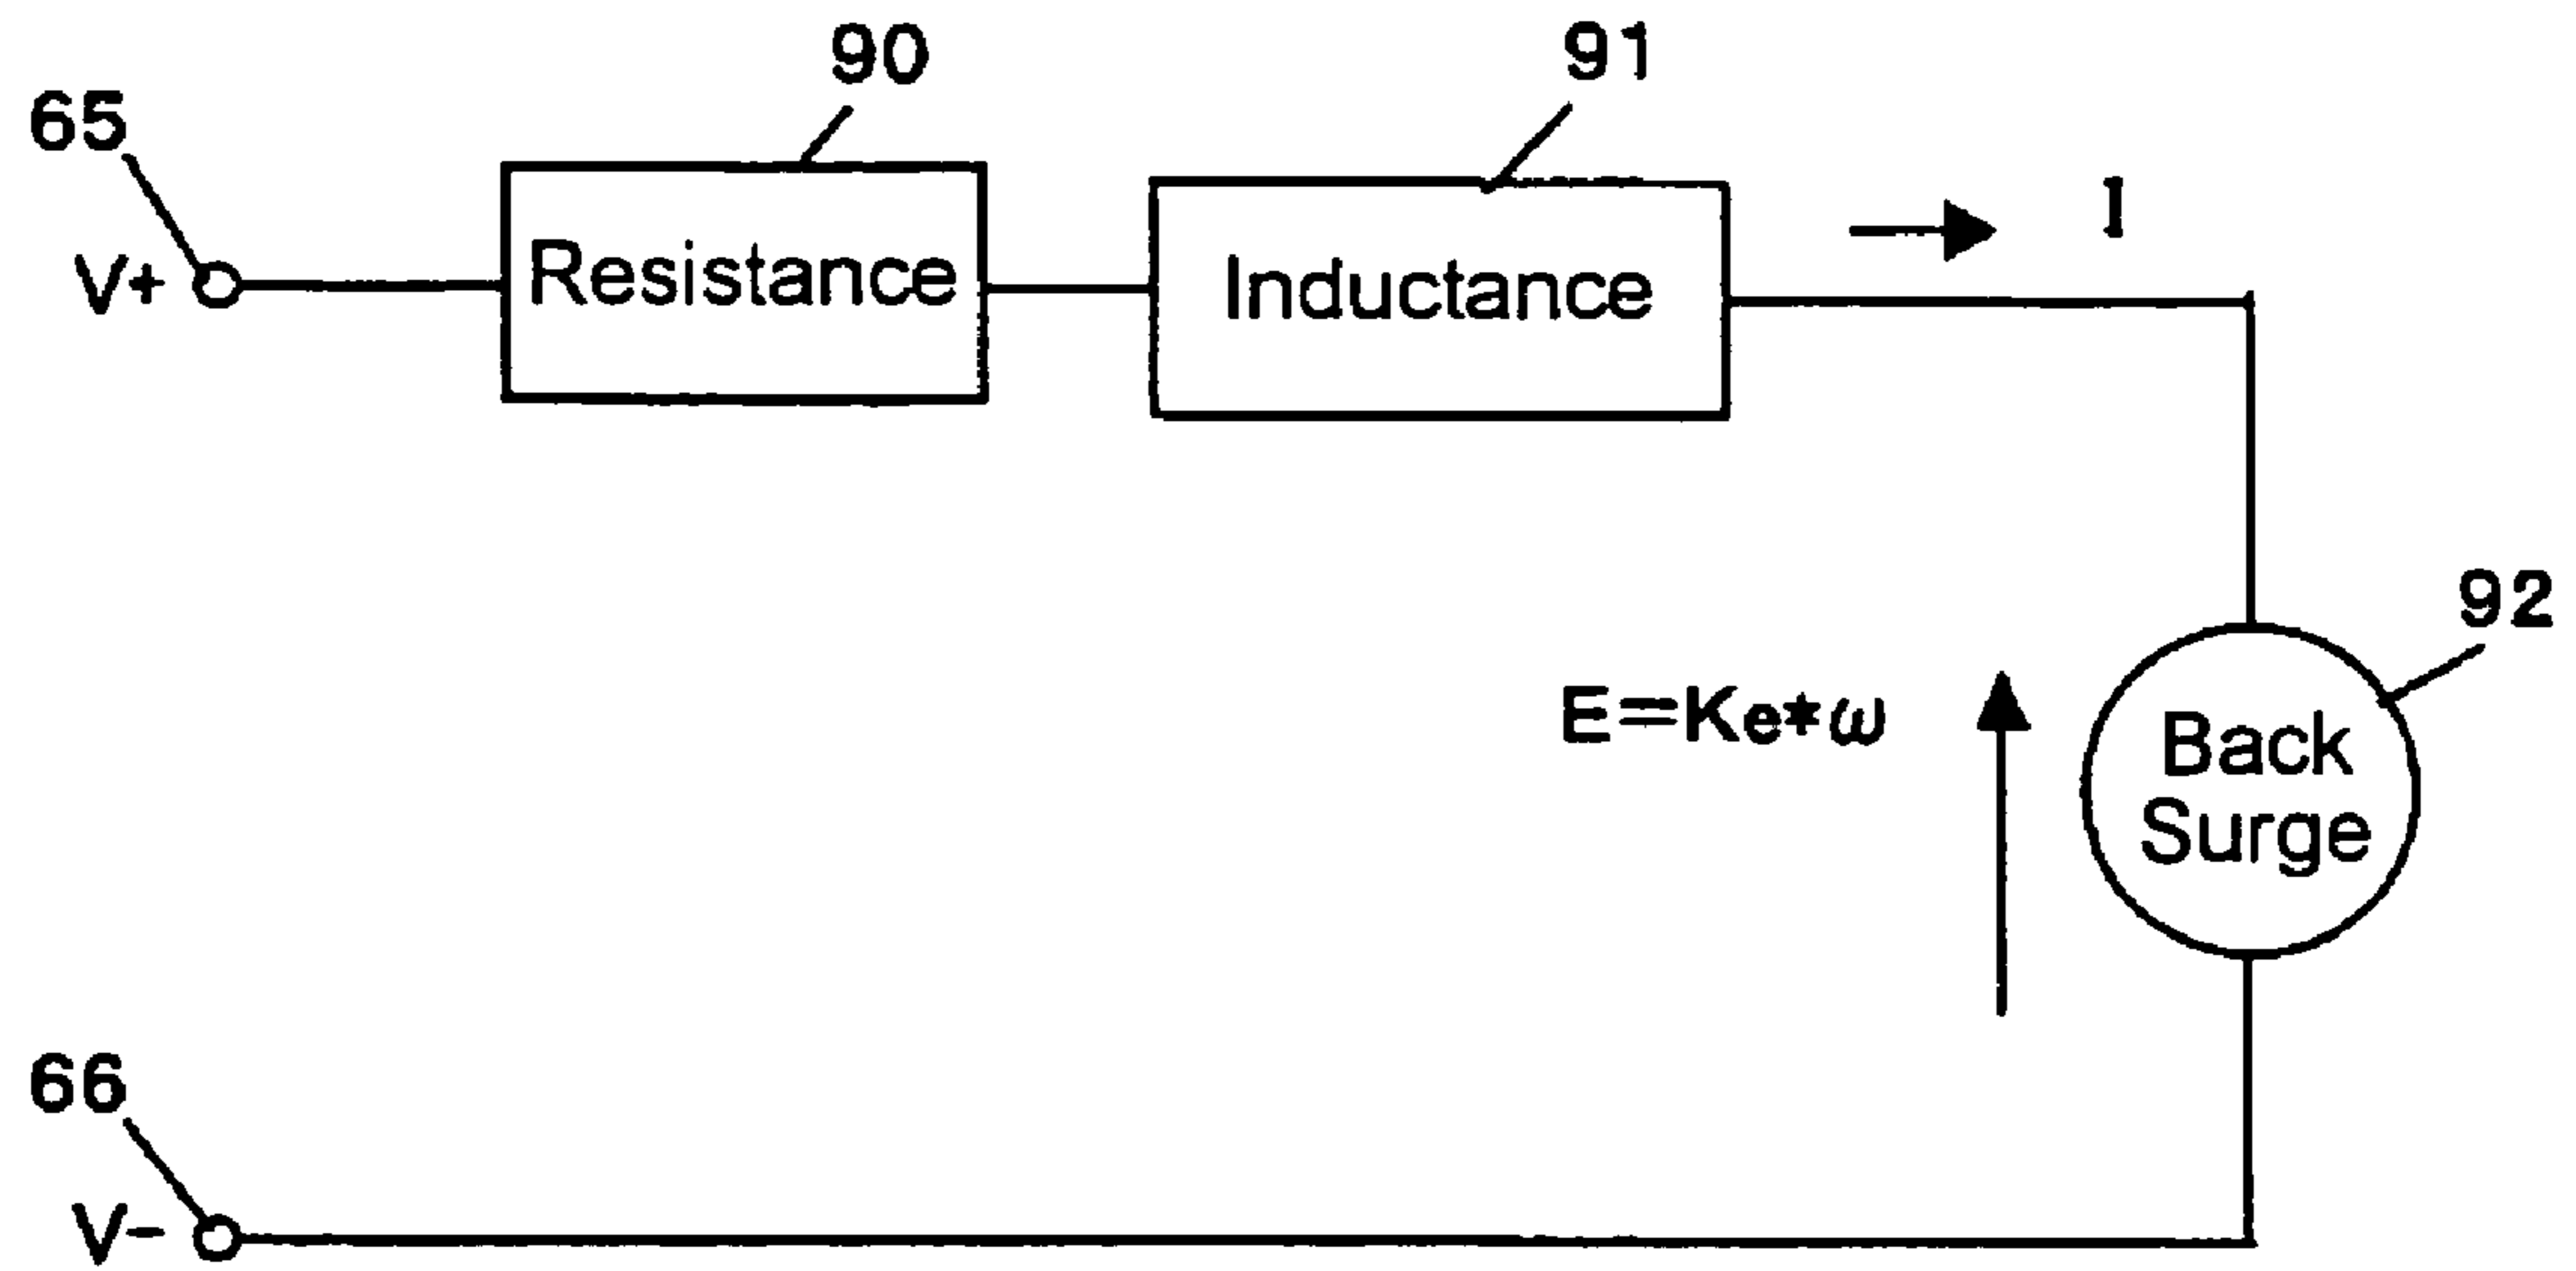 90
91
65
I
V+
Resistance
Inductance
92
E=Ke*ω
Back
Surge
66
V-